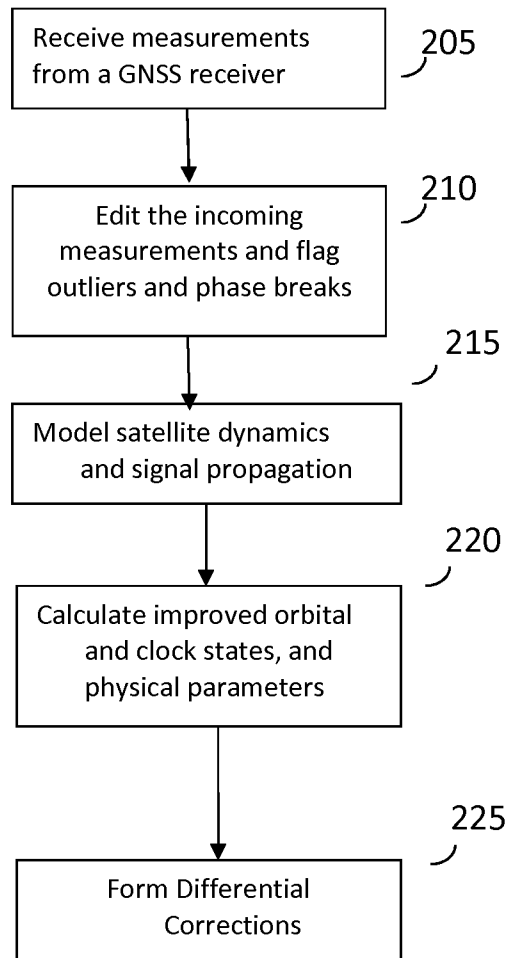 Receive measurements
from a GNSS receiver
205
Edit the incoming
measurements and flag
outliers and phase breaks
210
Model satellite dynamics
and signal propagation
215
Calculate improved orbital
and clock states, and
physical parameters
220
Form Differential
Corrections
225